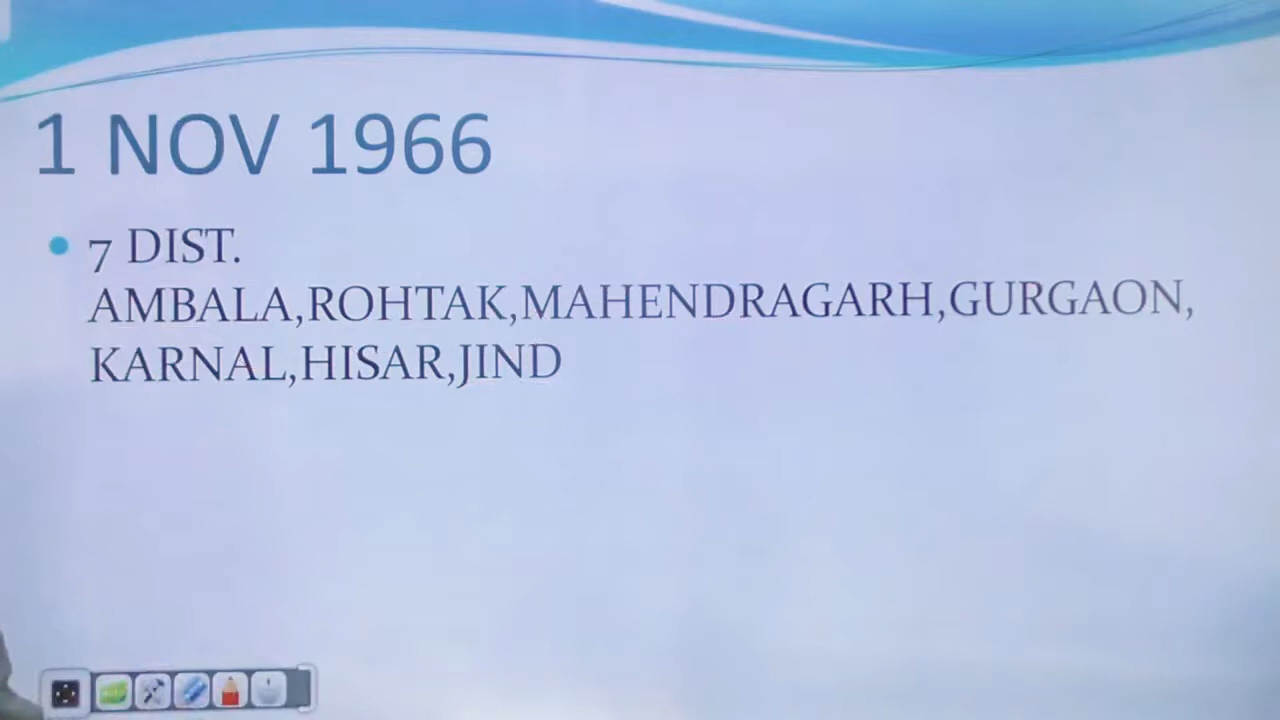 1 NOV 1966
7 DIST.
AMBALA,ROHTAK,MAHENDRAGARH,GURGAON,
KARNAL,HISAR,JIND